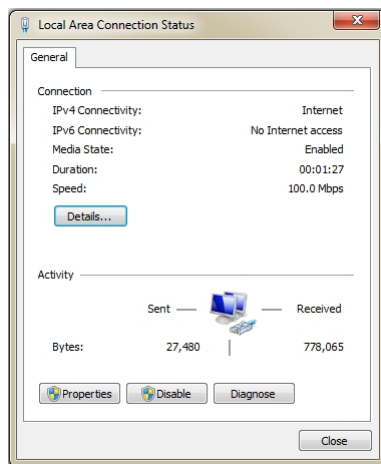 Local Area Connection Status
General
Connection
IPv4 Connectivity: Internet
IPv6 Connectivity: No Internet access
Media State: Enabled
Duration: 00:01:27
Speed: 100.0 Mbps
Details...
Activity
Sent Received
Bytes: 27,480 778,065
Properties Disable Diagnose
Close